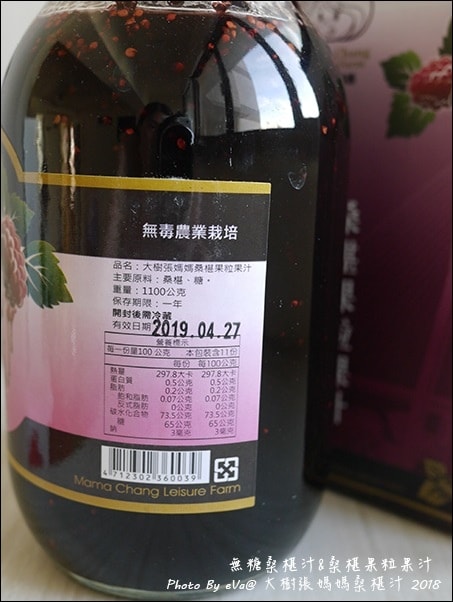 無毒農業栽培
品名：大樹張媽媽桑椹果粒果汁
主要原料：桑椹、糖。
重量：1100公克
保存期限：一年
開封後需冷藏
有效日期 2019.04.27
營養標示
每一份量100公克 本包裝含11份
每份 每100公克
熱量 297.8大卡 297.8大卡
蛋白質 0.5公克 0.5公克
脂肪 0.2公克 0.2公克
飽和脂肪 0.07公克 0.07公克
反式脂肪 0公克 0公克
碳水化合物 73.5公克 73.5公克
糖 65公克 65公克
鈉 3毫克 3毫克
4712302360039
Mama Chang Leisure Farm
桑椹果粒果汁
無糖桑椹汁&桑椹果粒果汁
Photo By eVa@ 大樹張媽媽桑椹汁 2018